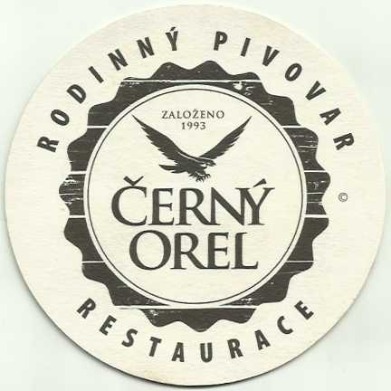 RODINNÝ PIVOVAR
ZALOŽENO
1993
ČERNÝ
OREL
©
RESTAURACE